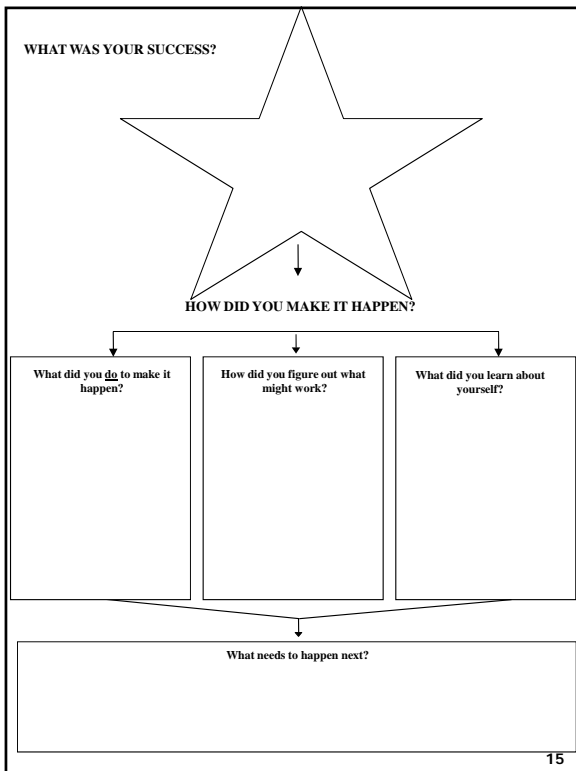 WHAT WAS YOUR SUCCESS?
HOW DID YOU MAKE IT HAPPEN?
What did you do to make it
happen?
How did you figure out what
might work?
What did you learn about
yourself?
What needs to happen next?
15